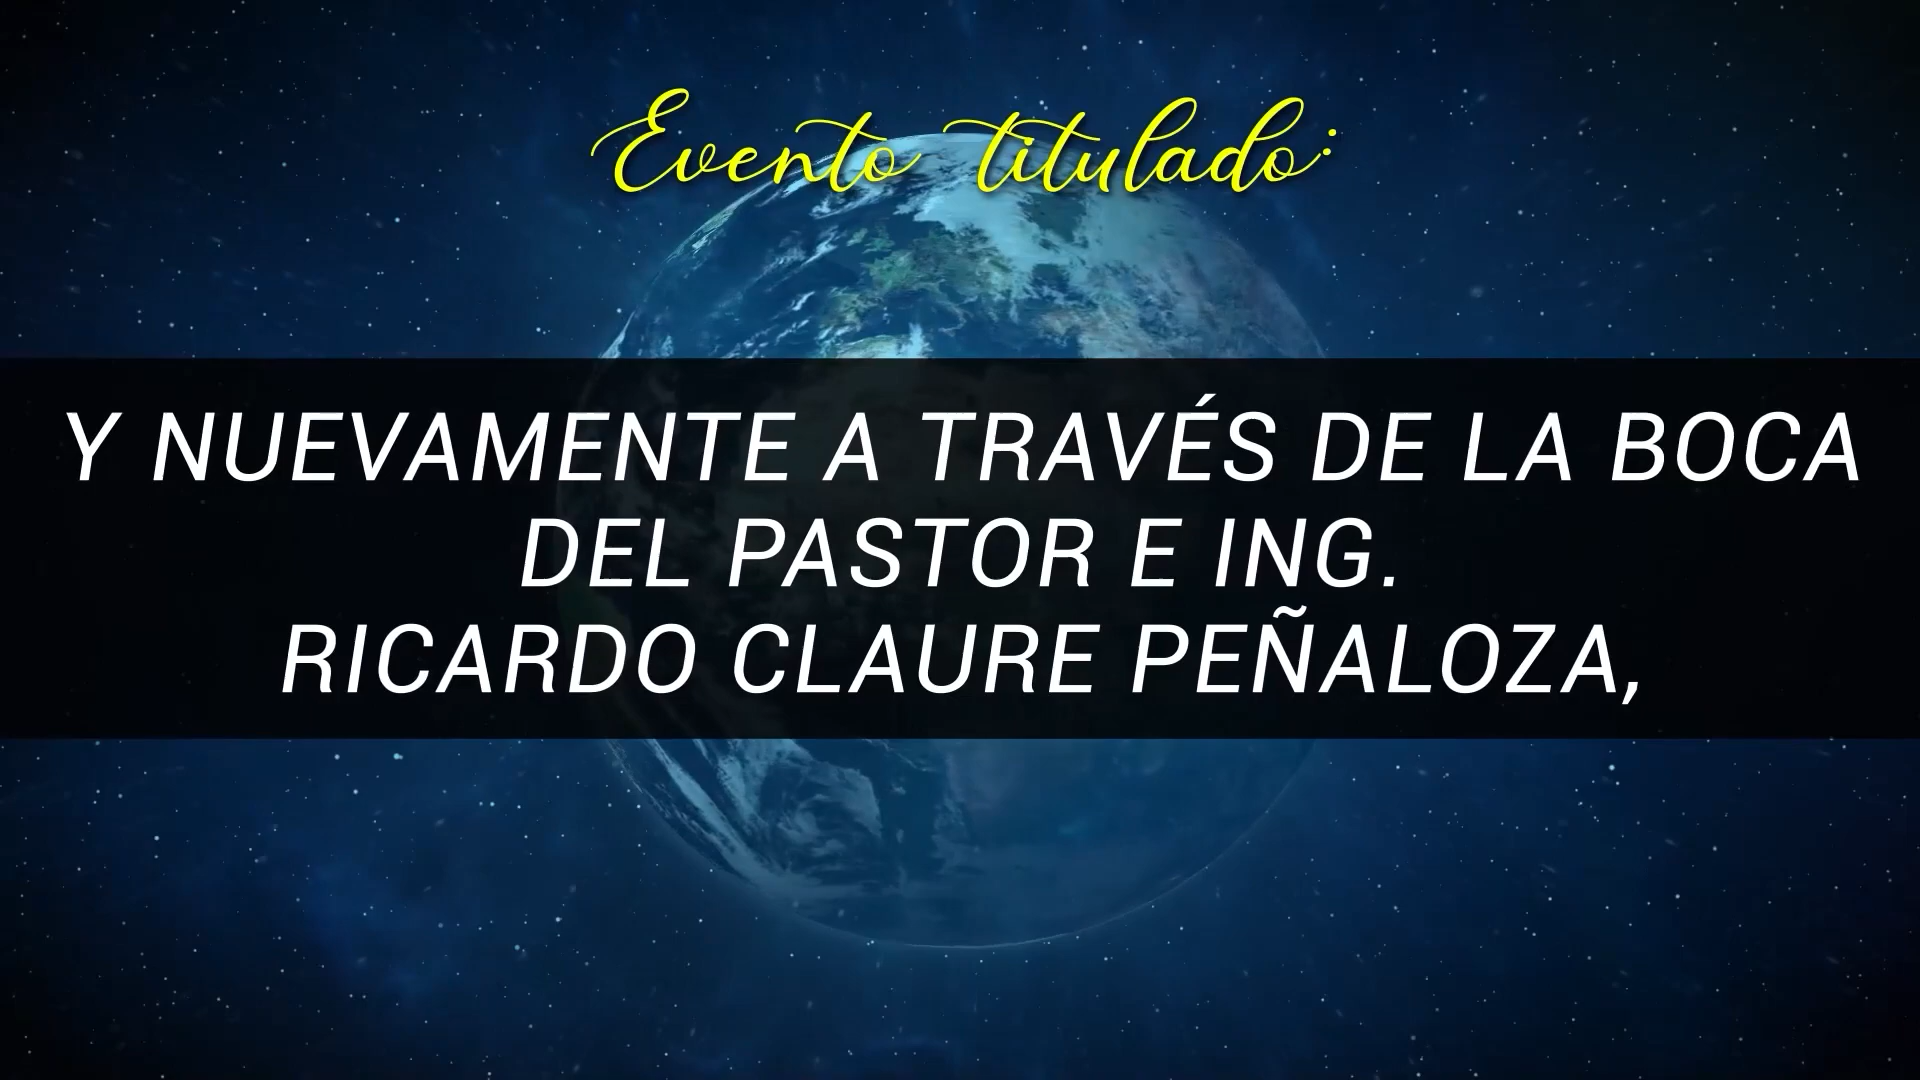 Evento titulado:
Y NUEVAMENTE A TRAVÉS DE LA BOCA
DEL PASTOR E ING.
RICARDO CLAURE PEÑALOZA,